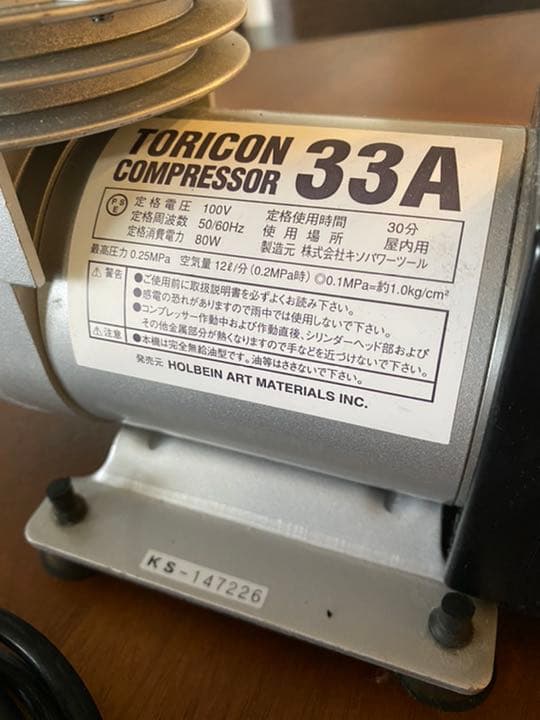 TORICON
COMPRESSOR 33A
PSE
定格電圧 100V 定格使用時間 30分
定格周波数 50/60Hz 使用場所 屋内用
定格消費電力 80W 製造元 株式会社キソパワーツール
最高圧力 0.25MPa 空気量 12ℓ/分(0.2MPa時) ◎0.1MPa=約1.0kg/cm²
⚠警告 ●ご使用前に取扱説明書を必ずよくお読み下さい。
●感電の恐れがありますので雨中では使用しないで下さい。
●コンプレッサー作動中および作動直後、シリンダーヘッド部および
その他金属部分が熱くなりますので手などを近づけないで下さい。
⚠注意 ●本機は完全無給油型です。油等はささないで下さい。
発売元 HOLBEIN ART MATERIALS INC.
KS-147226